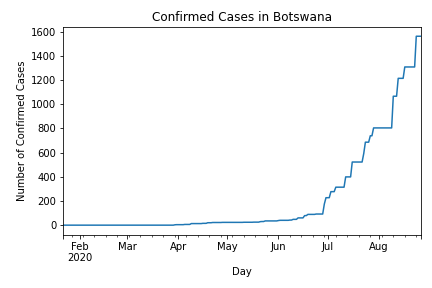 Confirmed Cases in Botswana
1600
1400
1200
1000
800
600
400
200
0
Number of Confirmed Cases
Feb Mar Apr May Jun Jul Aug
2020
Day